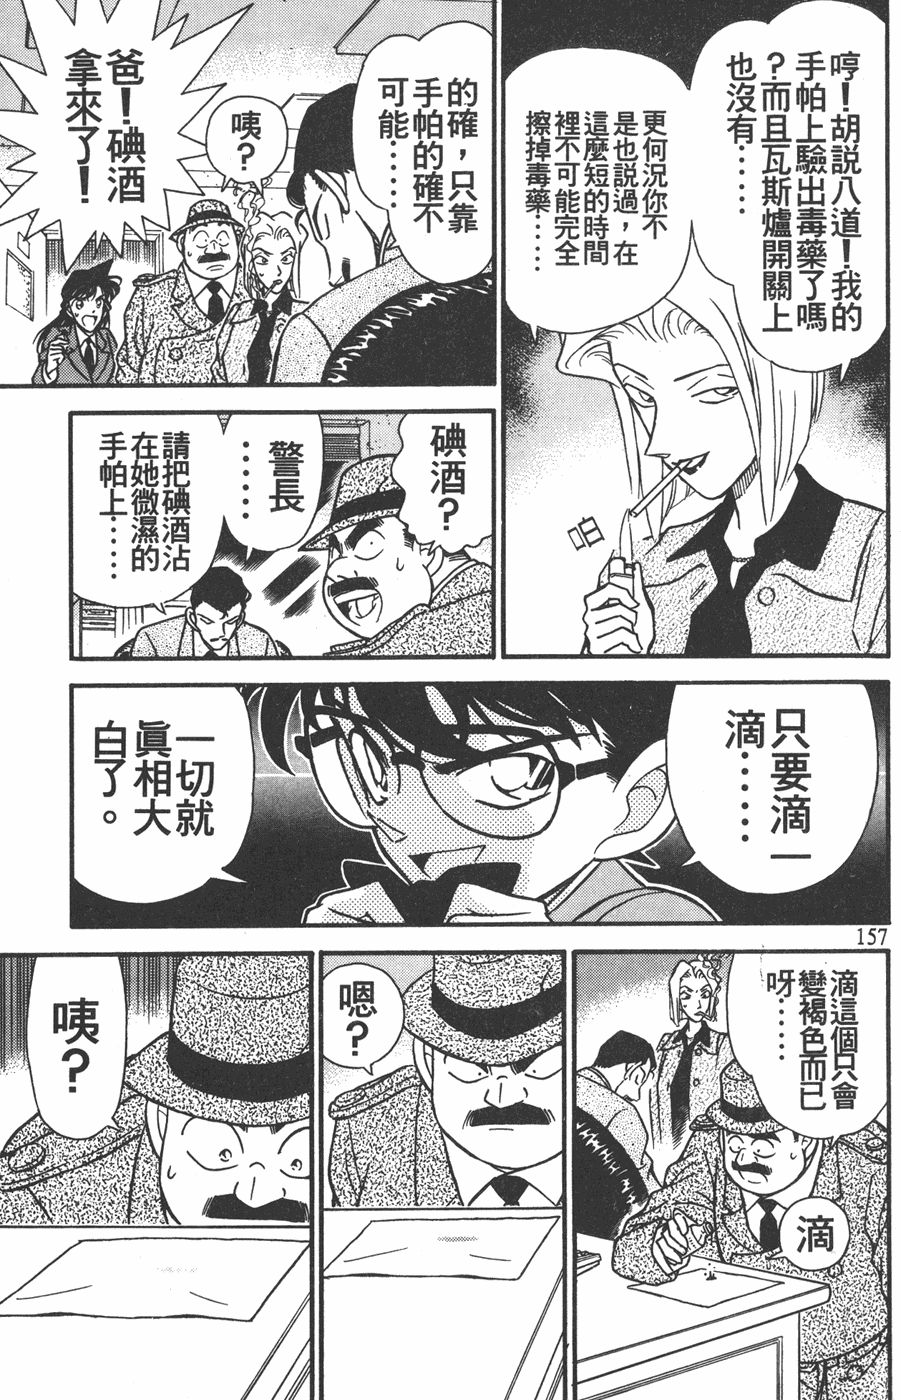 哼！胡說八道！我的
手帕上驗出毒藥了嗎
？而且瓦斯爐開關上
也沒有……
更何況你不
是也說過，在
這麼短的時間
裡不可能完全
擦掉毒藥……
啪
的確，只靠
手帕的確不
可能……
咦？
爸！碘酒
拿來了！
碘酒？
警長
……
請把碘酒沾
在她微濕的
手帕上……
只要滴一
滴……
一切就
眞相大
白了。
157
滴這個只會
變褐色而已
呀……
滴
嗯？
咦？